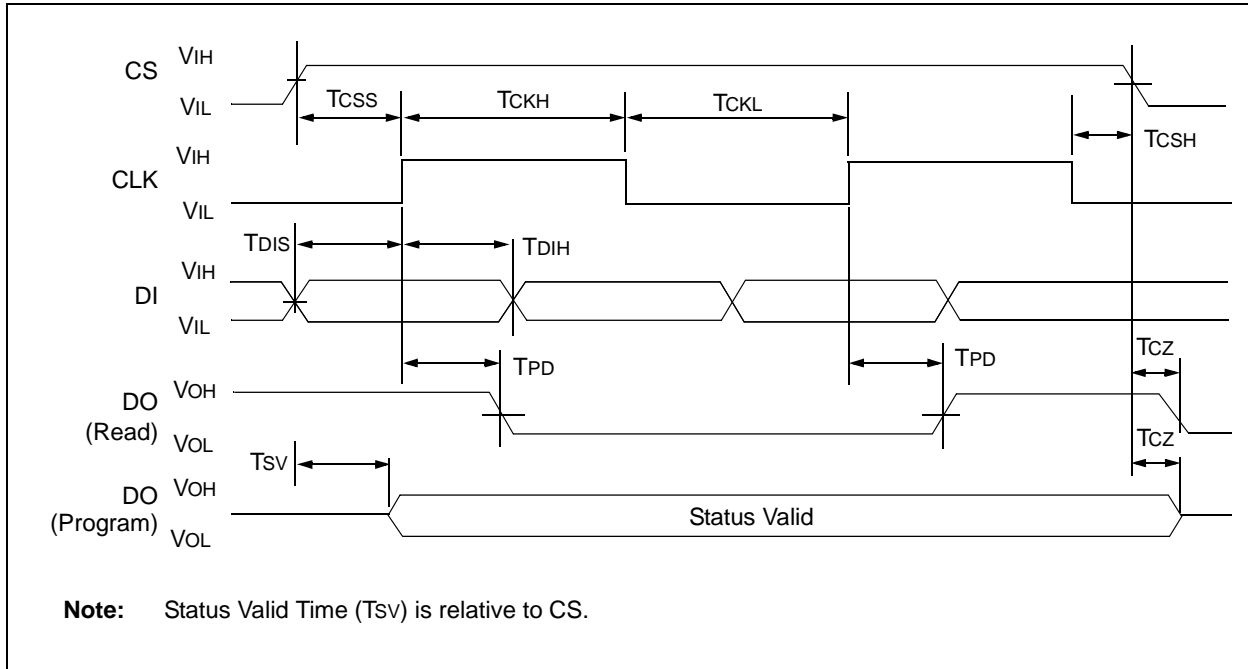 CS
VIH
VIL
TCSS
TCKH
TCKL
TCSH
CLK
VIH
VIL
TDIS
TDIH
DI
VIH
VIL
TPD
TPD
TCZ
DO
(Read)
VOH
VOL
TCZ
TSV
DO
(Program)
VOH
VOL
Status Valid
Note: Status Valid Time (TSV) is relative to CS.